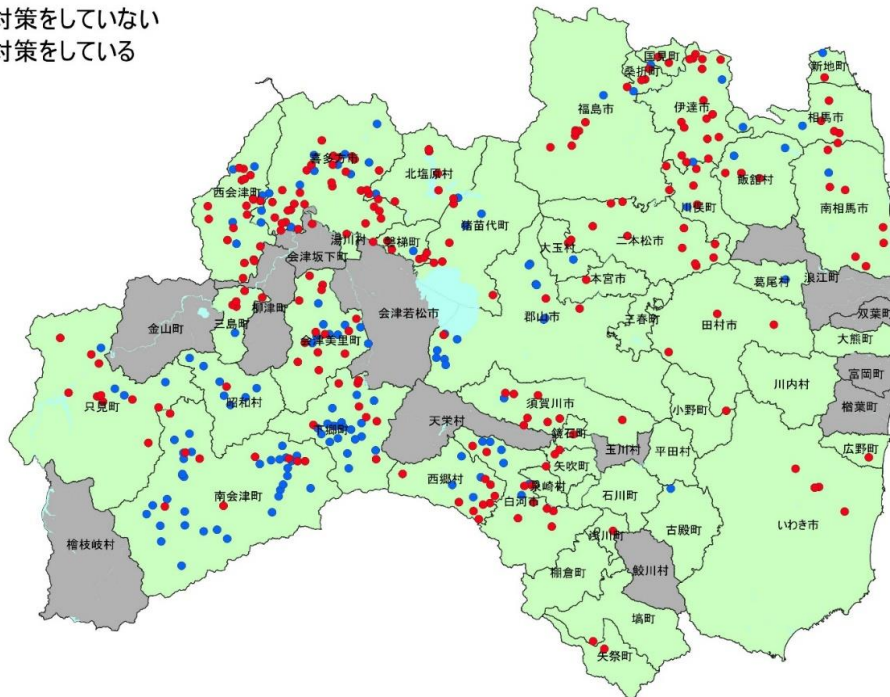 対策をしていない
対策をしている
国見町
桑折町
新地町
福島市
伊達市
相馬市
喜多方市
北塩原村
西会津町
飯舘村
川俣町
南相馬市
猪苗代町
湯川村
磐梯町
大玉村
二本松市
会津坂下町
本宮市
葛尾村
浪江町
柳津町
会津若松市
金山町
三島町
郡山市
三春町
田村市
双葉町
大熊町
会津美里町
川内村
富岡町
只見町
昭和村
須賀川市
小野町
楢葉町
天栄村
下郷町
鏡石町
玉川村
平田村
広野町
矢吹町
西郷村
泉崎村
南会津町
白河市
石川町
古殿町
いわき市
檜枝岐村
浅川町
棚倉町
鮫川村
塙町
矢祭町